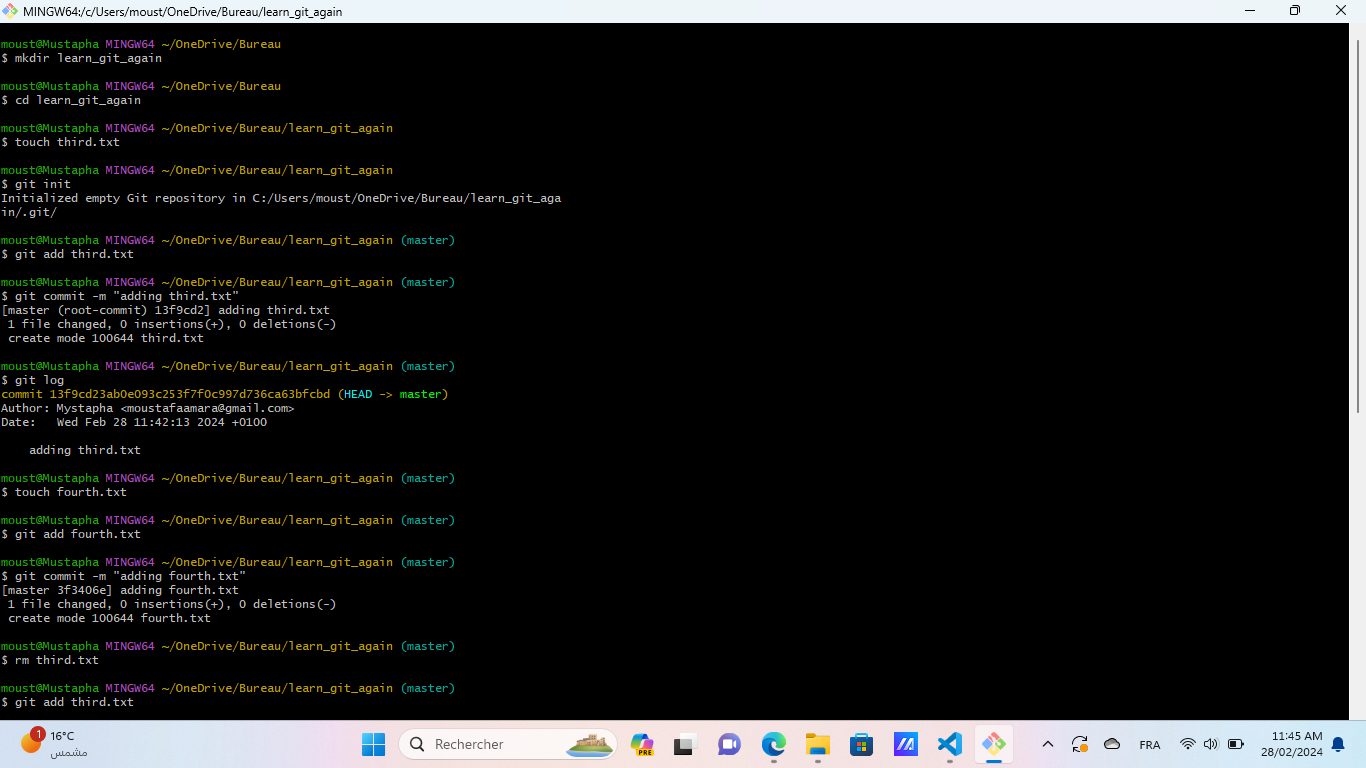 MINGW64:/c/Users/moust/OneDrive/Bureau/learn_git_again
moust@Mustapha MINGW64 ~/OneDrive/Bureau
$ mkdir learn_git_again
moust@Mustapha MINGW64 ~/OneDrive/Bureau
$ cd learn_git_again
moust@Mustapha MINGW64 ~/OneDrive/Bureau/learn_git_again
$ touch third.txt
moust@Mustapha MINGW64 ~/OneDrive/Bureau/learn_git_again
$ git init
Initialized empty Git repository in C:/Users/moust/OneDrive/Bureau/learn_git_aga
in/.git/
moust@Mustapha MINGW64 ~/OneDrive/Bureau/learn_git_again (master)
$ git add third.txt
moust@Mustapha MINGW64 ~/OneDrive/Bureau/learn_git_again (master)
$ git commit -m "adding third.txt"
[master (root-commit) 13f9cd2] adding third.txt
 1 file changed, 0 insertions(+), 0 deletions(-)
 create mode 100644 third.txt
moust@Mustapha MINGW64 ~/OneDrive/Bureau/learn_git_again (master)
$ git log
commit 13f9cd23ab0e093c253f7f0c997d736ca63bfcbd (HEAD -> master)
Author: Mystapha <moustafaamara@gmail.com>
Date:   Wed Feb 28 11:42:13 2024 +0100
    adding third.txt
moust@Mustapha MINGW64 ~/OneDrive/Bureau/learn_git_again (master)
$ touch fourth.txt
moust@Mustapha MINGW64 ~/OneDrive/Bureau/learn_git_again (master)
$ git add fourth.txt
moust@Mustapha MINGW64 ~/OneDrive/Bureau/learn_git_again (master)
$ git commit -m "adding fourth.txt"
[master 3f3406e] adding fourth.txt
 1 file changed, 0 insertions(+), 0 deletions(-)
 create mode 100644 fourth.txt
moust@Mustapha MINGW64 ~/OneDrive/Bureau/learn_git_again (master)
$ rm third.txt
moust@Mustapha MINGW64 ~/OneDrive/Bureau/learn_git_again (master)
$ git add third.txt
1
16°C
مشمس
Rechercher
PRE
FRA
11:45 AM
28/02/2024